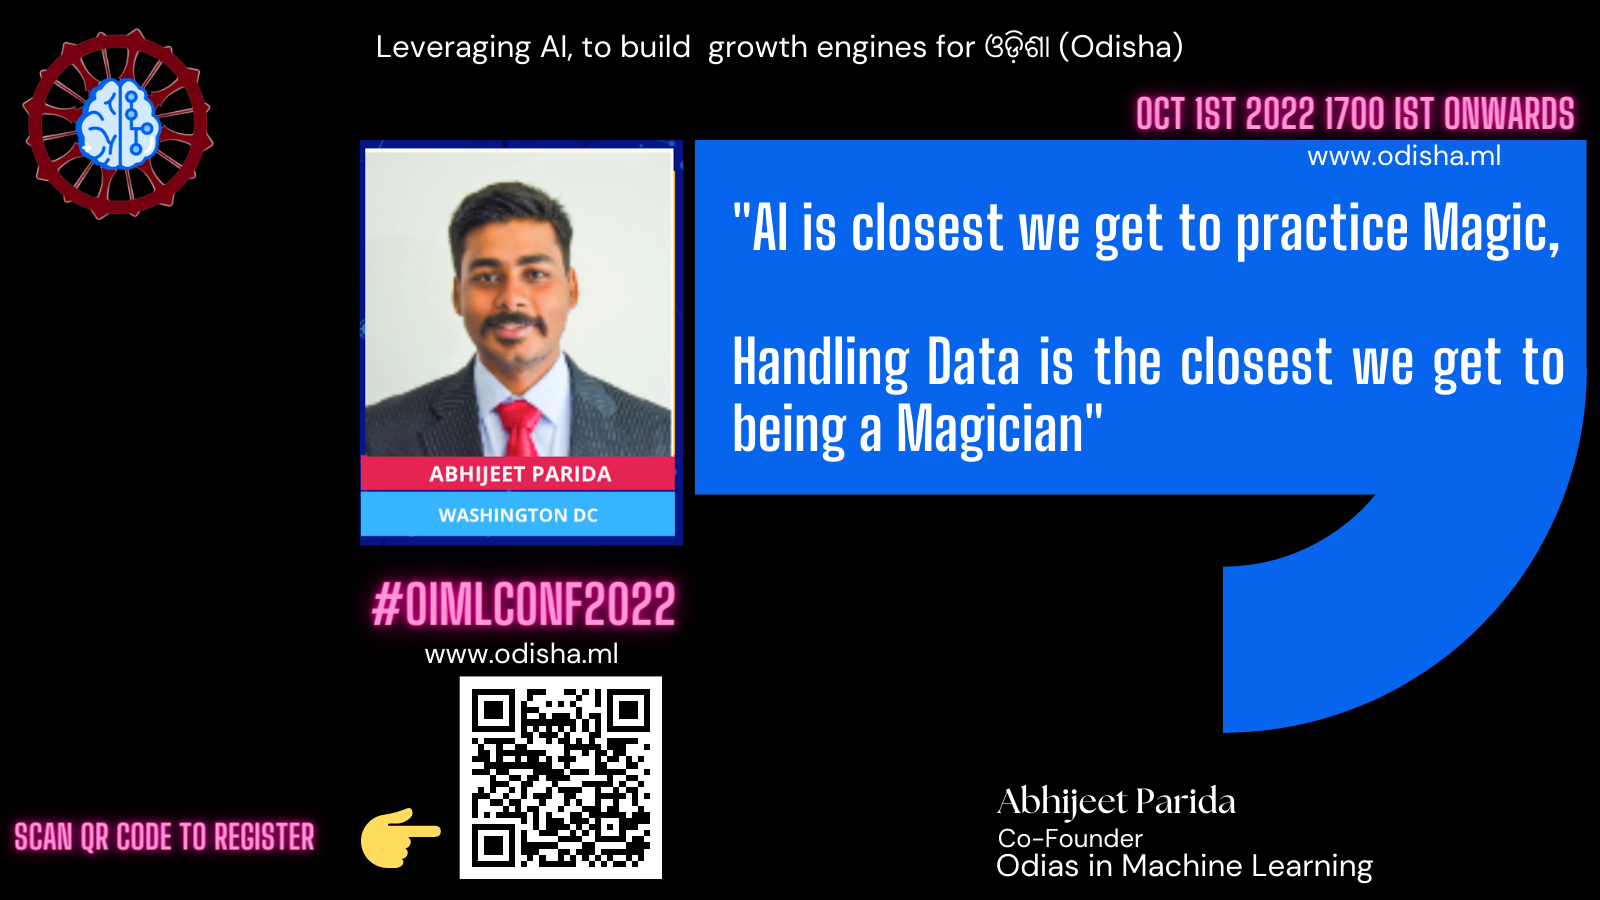 Leveraging AI, to build growth engines for ଓଡ଼ିଶା (Odisha)
OCT 1ST 2022 1700 IST ONWARDS
www.odisha.ml
"AI is closest we get to practice Magic,
Handling Data is the closest we get to
being a Magician"
ABHIJEET PARIDA
WASHINGTON DC
#OIMLCONF2022
www.odisha.ml
SCAN QR CODE TO REGISTER
Abhijeet Parida
Co-Founder
Odias in Machine Learning